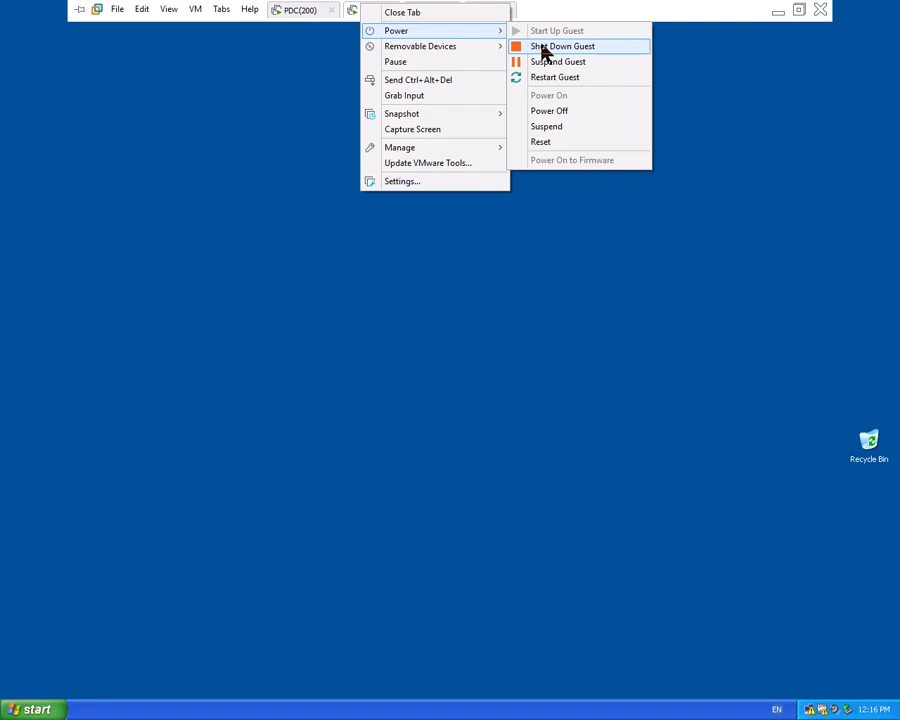 File Edit View VM Tabs Help PDC(200)
Close Tab
Power
Removable Devices
Pause
Send Ctrl+Alt+Del
Grab Input
Snapshot
Capture Screen
Manage
Update VMware Tools...
Settings...
Start Up Guest
Shut Down Guest
Suspend Guest
Restart Guest
Power On
Power Off
Suspend
Reset
Power On to Firmware
Recycle Bin
start EN 12:16 PM